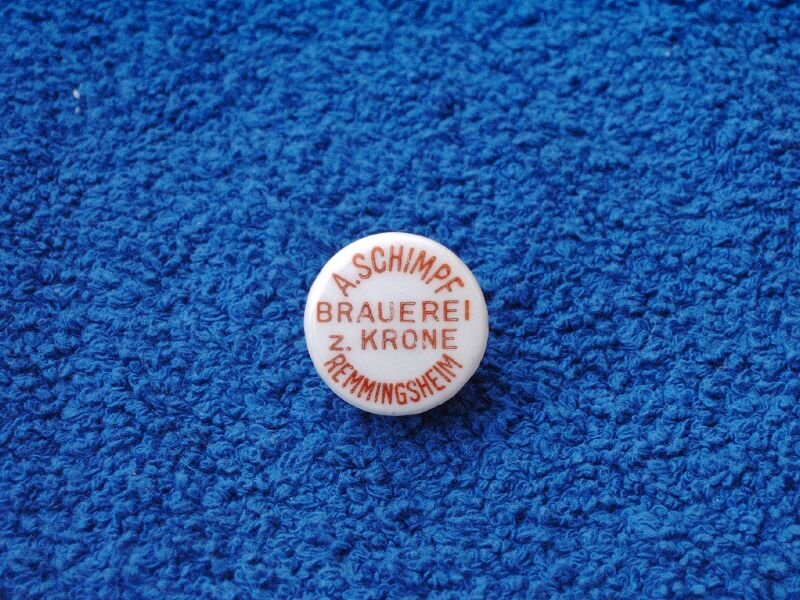 A. SCHIMPF
BRAUEREI
z. KRONE
REMMINGSHEIM